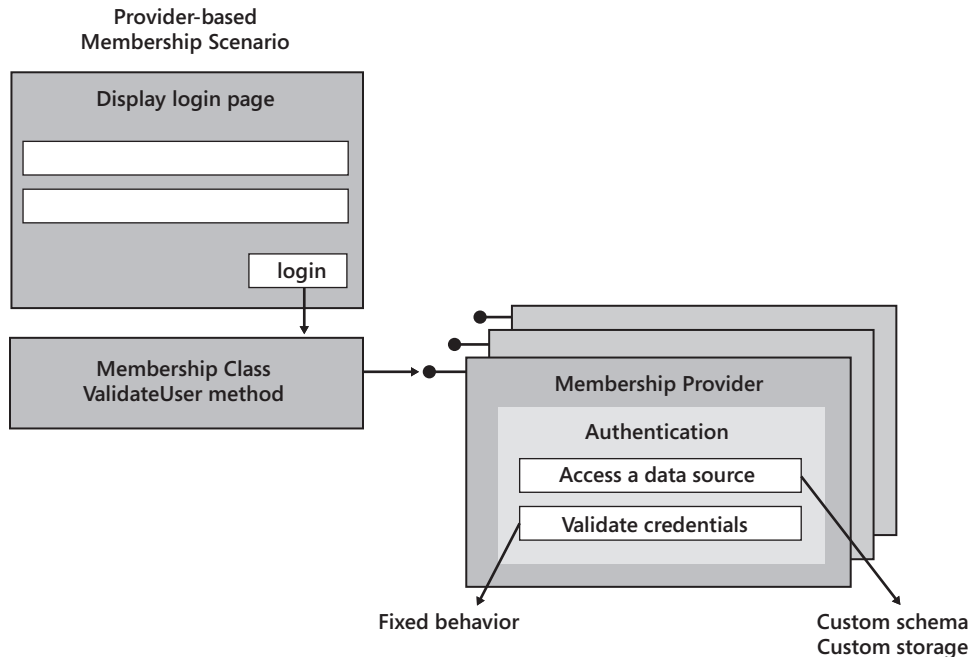 Provider-based
Membership Scenario
Display login page
login
Membership Class
ValidateUser method
Membership Provider
Authentication
Access a data source
Validate credentials
Fixed behavior
Custom schema
Custom storage